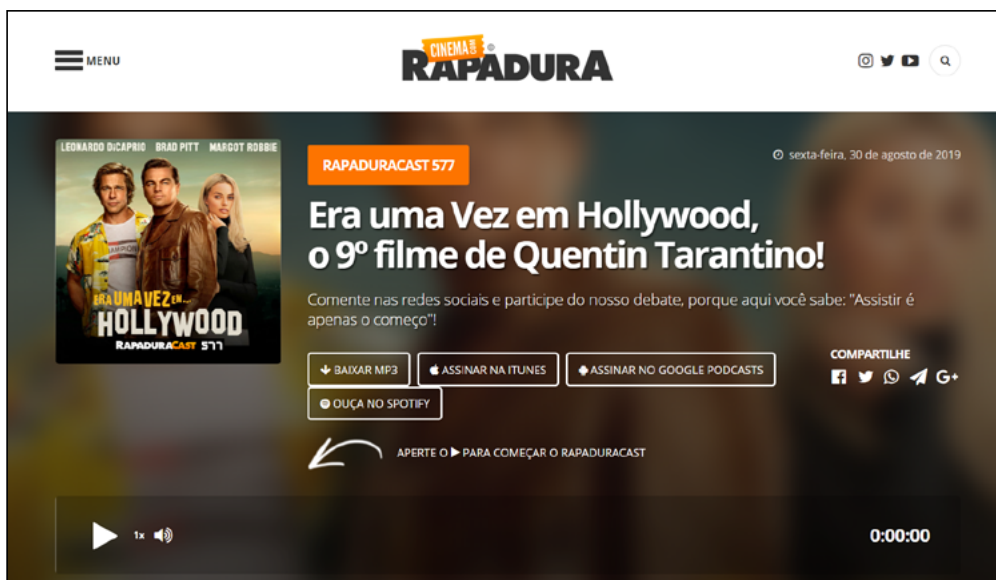 MENU
CINEMA COM
RAPADURA
LEONARDO DiCAPRIO BRAD PITT MARGOT ROBBIE
ERA UMA VEZ EM...
HOLLYWOOD
RAPADURACAST 577
RAPADURACAST 577
sexta-feira, 30 de agosto de 2019
Era uma Vez em Hollywood,
o 9º filme de Quentin Tarantino!
Comente nas redes sociais e participe do nosso debate, porque aqui você sabe: "Assistir é
apenas o começo"!
BAIXAR MP3
ASSINAR NA ITUNES
ASSINAR NO GOOGLE PODCASTS
OUÇA NO SPOTIFY
COMPARTILHE
G+
APERTE O ▶ PARA COMEÇAR O RAPADURACAST
1x
0:00:00